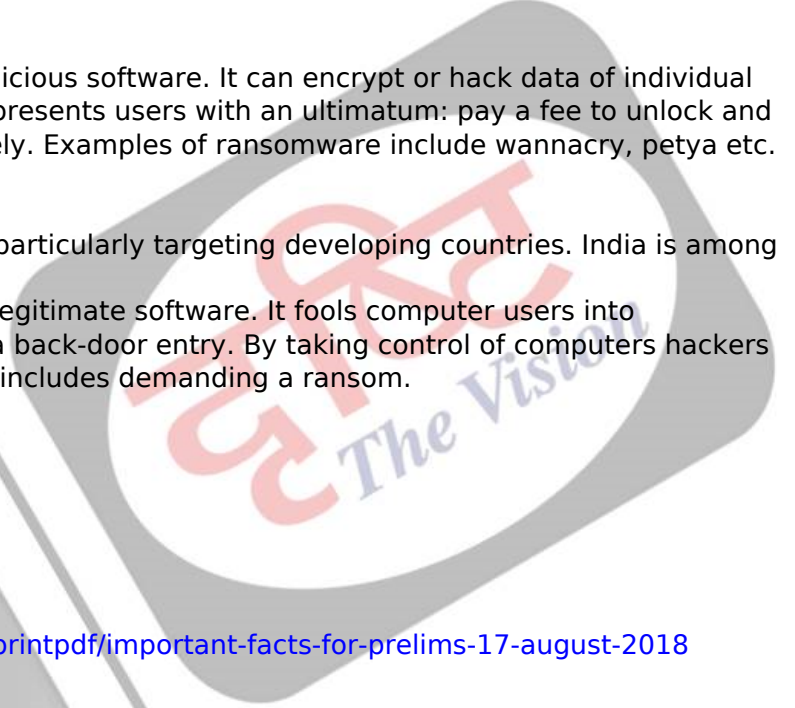 licious software. It can encrypt or hack data of individual
presents users with an ultimatum: pay a fee to unlock and
ely. Examples of ransomware include wannacry, petya etc.
particularly targeting developing countries. India is among
egitimate software. It fools computer users into
a back-door entry. By taking control of computers hackers
includes demanding a ransom.
दृष्टि
The Vision
printpdf/important-facts-for-prelims-17-august-2018